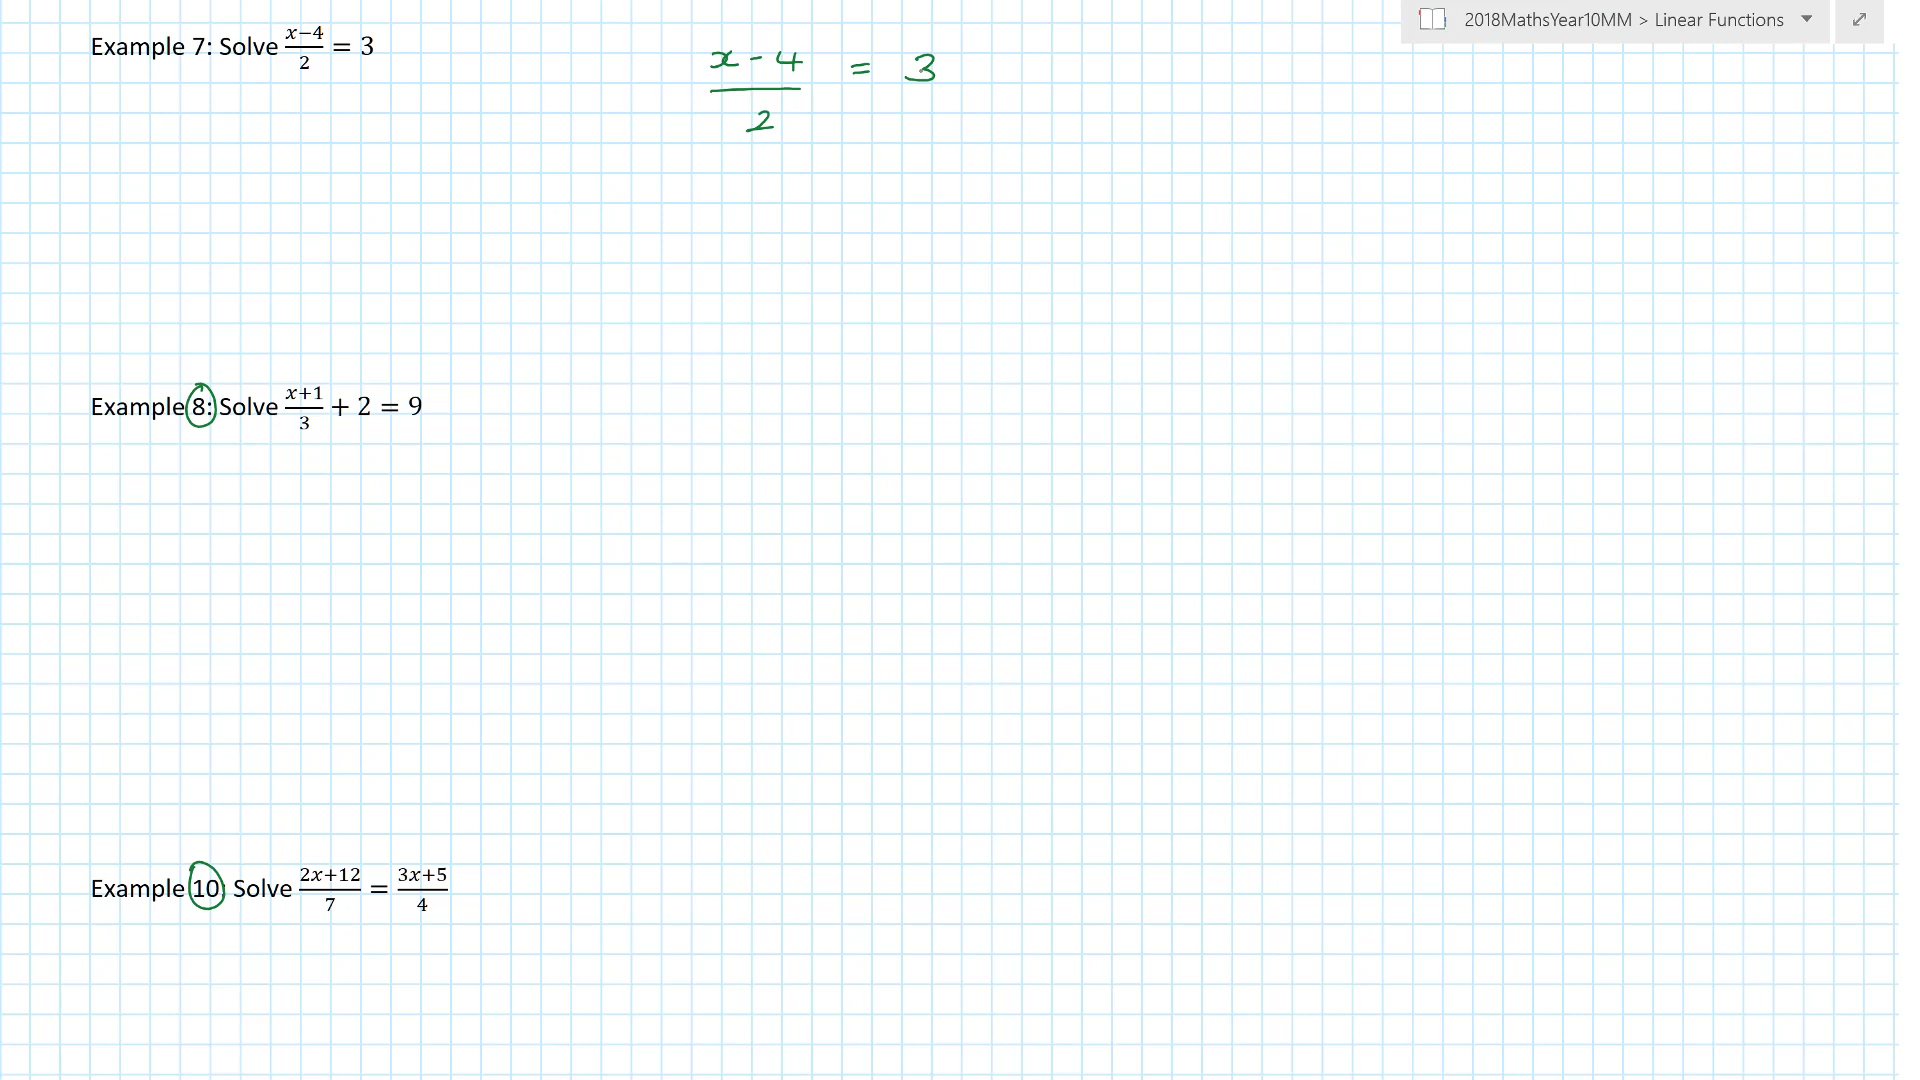 2018MathsYear10MM > Linear Functions
Example 7: Solve (x−4)/2 = 3
x - 4
= 3
2
Example 8: Solve (x+1)/3 + 2 = 9
Example 10: Solve (2x+12)/7 = (3x+5)/4